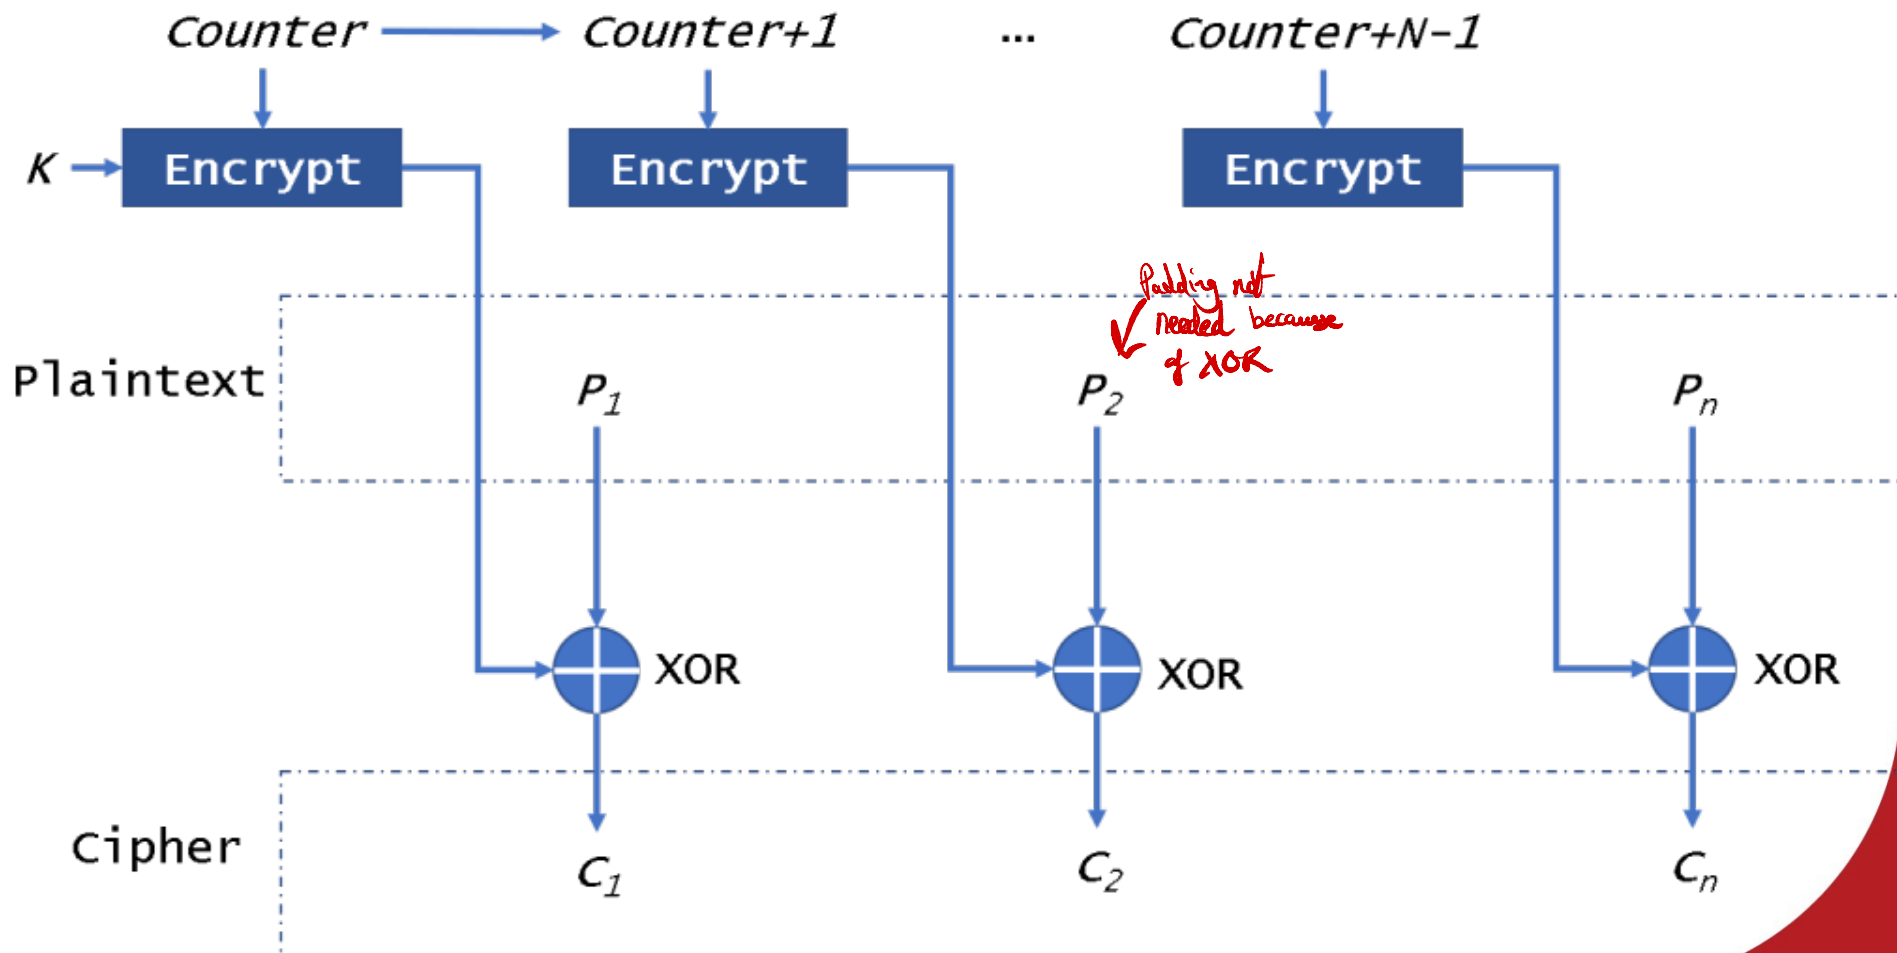 Counter Counter+1 ... Counter+N-1
K Encrypt Encrypt Encrypt
Padding not
needed because
of XOR
Plaintext P1 P2 Pn
XOR XOR XOR
Cipher C1 C2 Cn